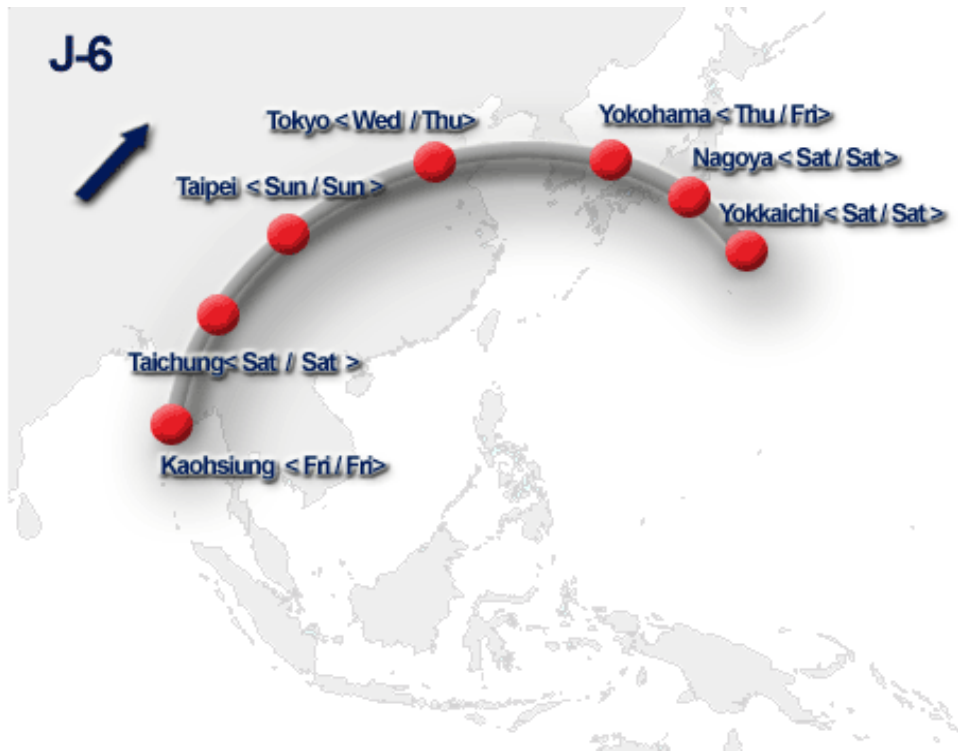 J-6
Tokyo < Wed / Thu>
Yokohama < Thu / Fri>
Nagoya < Sat / Sat >
Taipei < Sun / Sun >
Yokkaichi < Sat / Sat >
Taichung< Sat / Sat >
Kaohsiung < Fri / Fri>